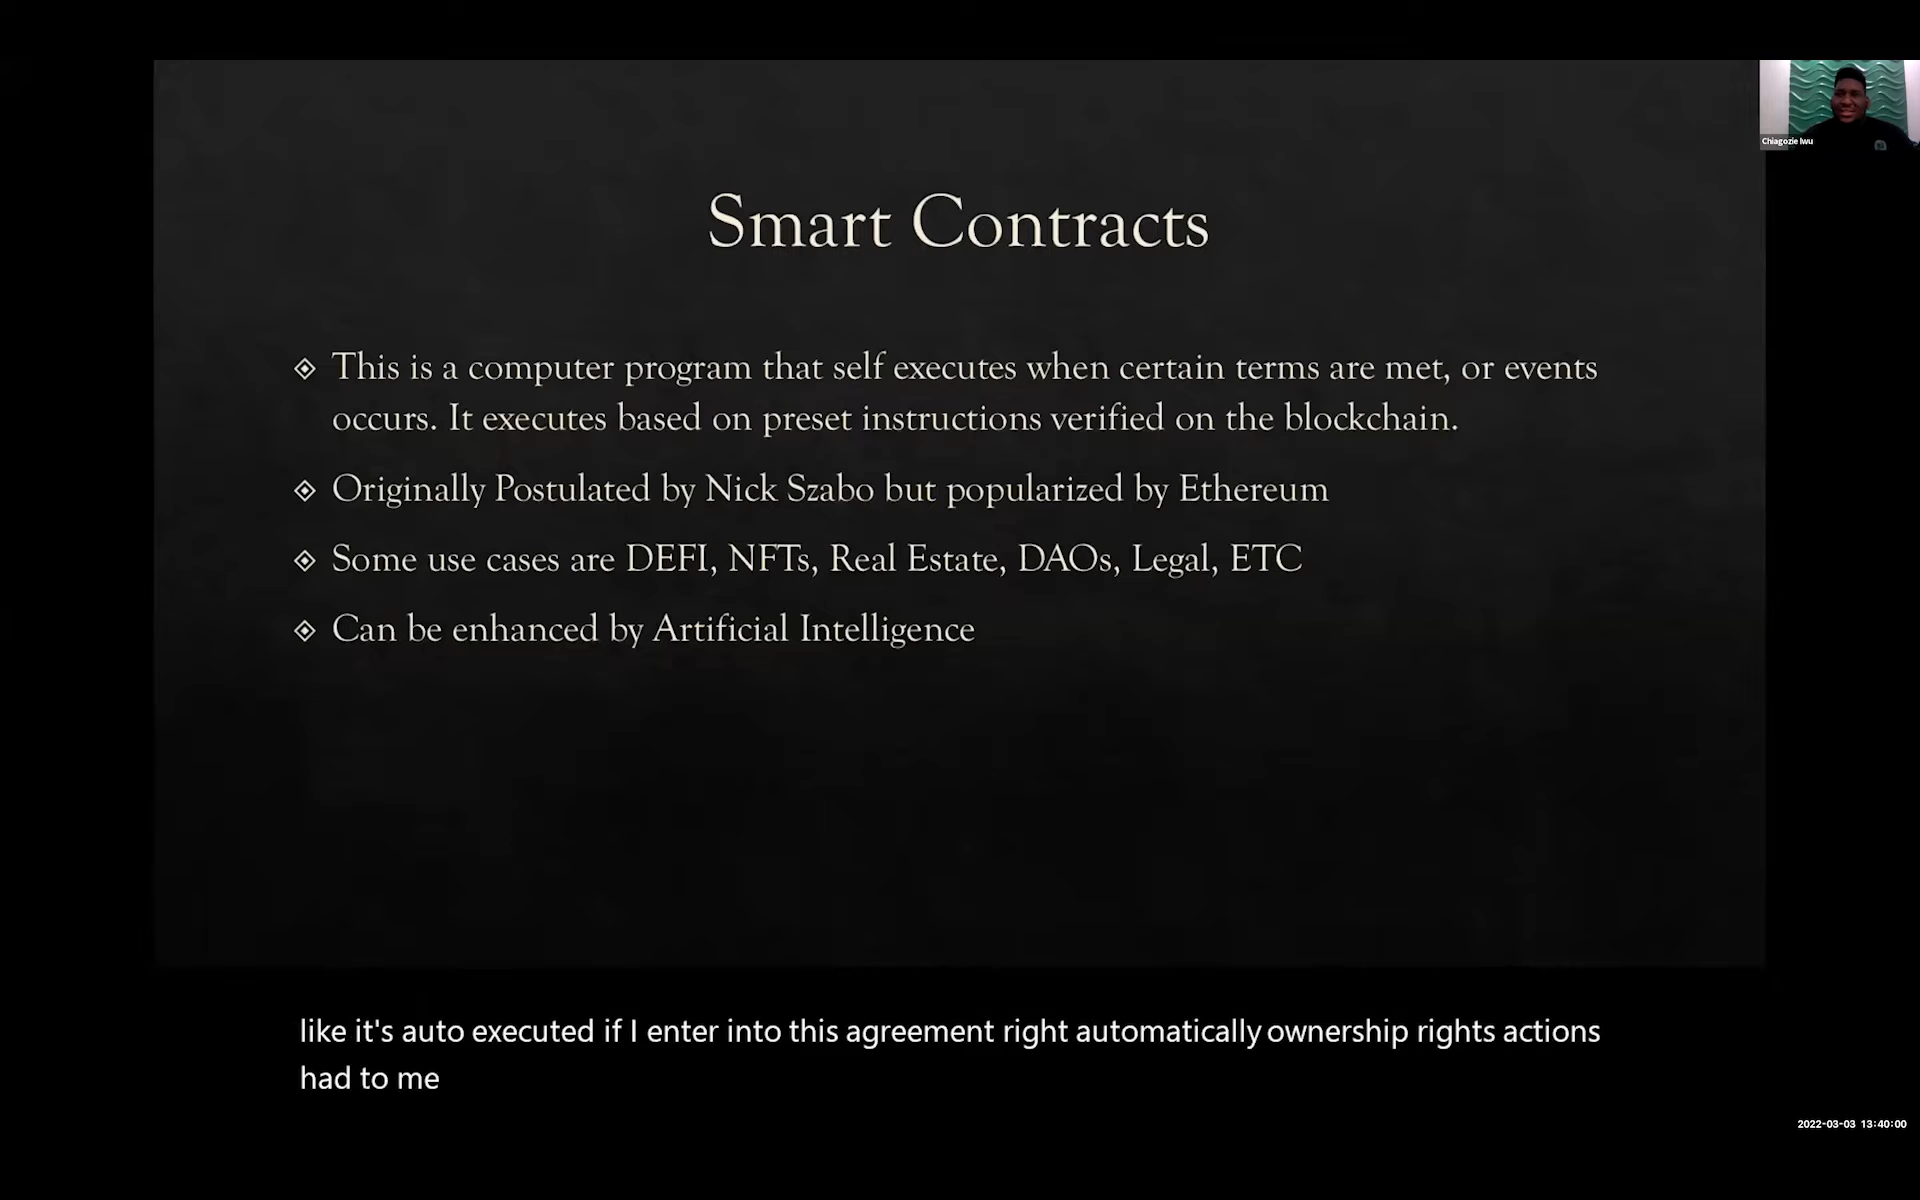 Chiagozie Iwu
Smart Contracts
This is a computer program that self executes when certain terms are met, or events
occurs. It executes based on preset instructions verified on the blockchain.
Originally Postulated by Nick Szabo but popularized by Ethereum
Some use cases are DEFI, NFTs, Real Estate, DAOs, Legal, ETC
Can be enhanced by Artificial Intelligence
like it's auto executed if I enter into this agreement right automatically ownership rights actions
had to me
2022-03-03 13:40:00